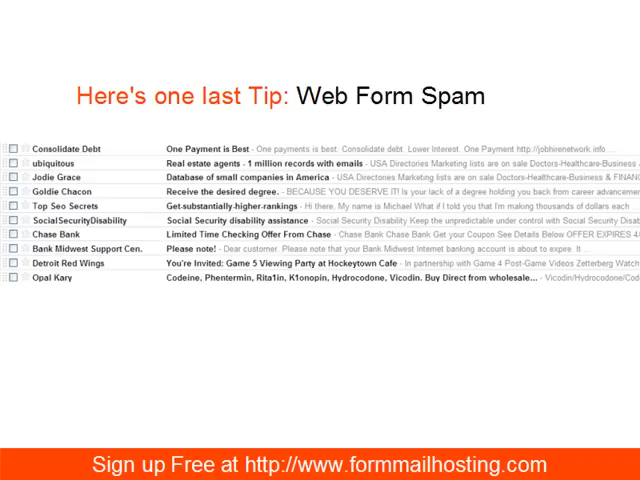 Here's one last Tip: Web Form Spam
Consolidate Debt One Payment is Best - One payments is best. Consolidate debt. Lower Interest. One Payment http://jobhirenetwork.info ...
ubiquitous Real estate agents - 1 million records with emails - USA Directories Marketing lists are on sale Doctors-Healthcare-Business &
Jodie Grace Database of small companies in America - USA Directories Marketing lists are on sale Doctors-Healthcare-Business & FINANC
Goldie Chacon Receive the desired degree. - BECAUSE YOU DESERVE IT! Is your lack of a degree holding you back from career advancemen
Top Seo Secrets Get-substantially-higher-rankings - Hi there, My name is Michael What if I told you that I'm making thousands of dollars each
SocialSecurityDisability Social Security disability assistance - Social Security Disability Keep the unpredictable under control with Social Security Disab
Chase Bank Limited Time Checking Offer From Chase - Chase Bank Chase Bank Get your Coupon See Details Below OFFER EXPIRES 4/
Bank Midwest Support Cen. Please note! - Dear customer. Please note that your Bank Midwest Internet banking account is about to expire. It ...
Detroit Red Wings You're Invited: Game 5 Viewing Party at Hockeytown Cafe - In partnership with Game 4 Post-Game Videos Zetterberg Watch
Opal Kary Codeine, Phentermin, Rita1in, K1onopin, Hydrocodone, Vicodin. Buy Direct from wholesale... - Vicodin/Hydrocodone/Codein
Sign up Free at http://www.formmailhosting.com